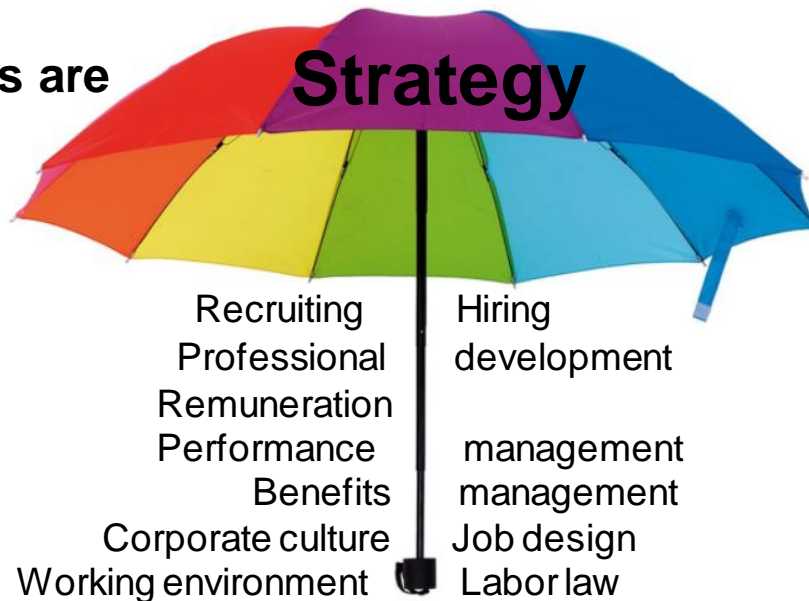 s are
Strategy
Recruiting Hiring
Professional development
Remuneration
Performance management
Benefits management
Corporate culture Job design
Working environment Labor law